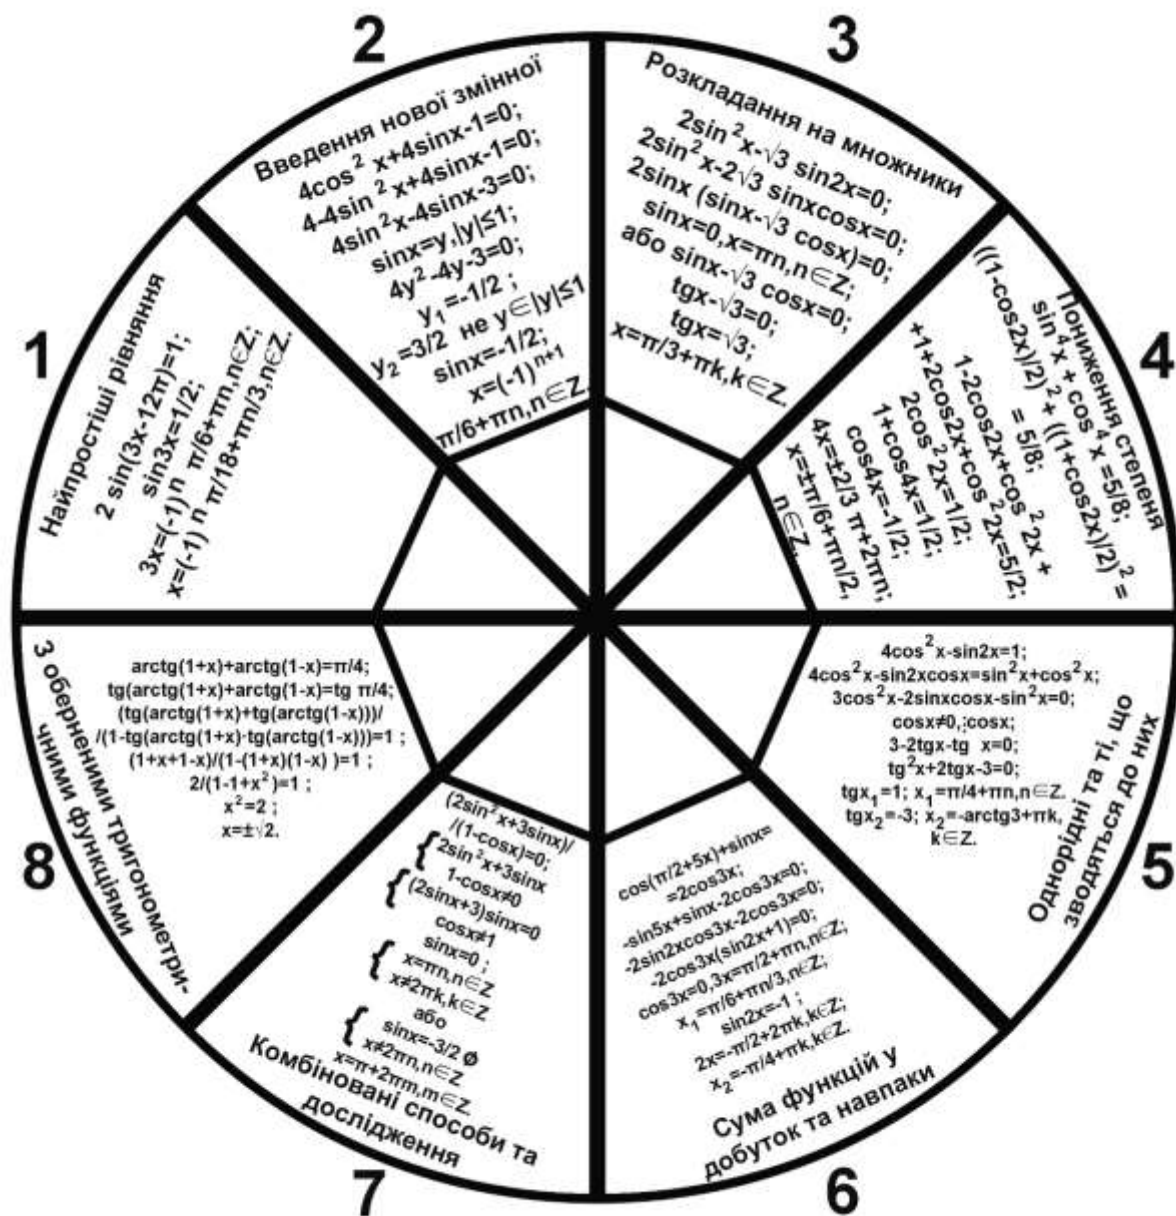 1
Найпростіші рівняння
2 sin(3x-12π)=1;
sin3x=1/2;
3x=(-1) n π/6+πn,n∈Z;
x=(-1) n π/18+πn/3,n∈Z.
2
Введення нової змінної
4cos² x+4sinx-1=0;
4-4sin² x+4sinx-1=0;
4sin²x-4sinx-3=0;
sinx=y,|y|≤1;
4y²-4y-3=0;
y₁=-1/2 ;
y₂=3/2 не y∈|y|≤1
sinx=-1/2;
x=(-1)ⁿ⁺¹
π/6+πn,n∈Z.
3
Розкладання на множники
2sin²x-√3 sin2x=0;
2sin²x-2√3 sinxcosx=0;
2sinx (sinx-√3 cosx)=0;
sinx=0,x=πn,n∈Z;
або sinx-√3 cosx=0;
tgx-√3=0;
tgx=√3;
x=π/3+πk,k∈Z.
4
Пониження степеня
sin⁴x + cos⁴x =5/8;
((1-cos2x)/2)² + ((1+cos2x)/2)² =
= 5/8;
1-2cos2x+cos²2x +
+1+2cos2x+cos²2x=5/2;
2cos²2x=1/2;
1+cos4x=1/2;
cos4x=-1/2;
4x=±2/3 π+2πn;
x=±π/6+πn/2,
n∈Z.
5
4cos²x-sin2x=1;
4cos²x-sin2xcosx=sin²x+cos²x;
3cos²x-2sinxcosx-sin²x=0;
cosx≠0,:cosx;
3-2tgx-tg x=0;
tg²x+2tgx-3=0;
tgx₁=1; x₁=π/4+πn,n∈Z.
tgx₂=-3; x₂=-arctg3+πk,
k∈Z.
Однорідні та ті, що
зводяться до них
6
cos(π/2+5x)+sinx=
=2cos3x;
-sin5x+sinx-2cos3x=0;
-2sin2xcos3x-2cos3x=0;
-2cos3x(sin2x+1)=0;
cos3x=0,3x=π/2+πn,n∈Z;
x₁=π/6+πn/3,n∈Z;
sin2x=-1 ;
2x=-π/2+2πk,k∈Z;
x₂=-π/4+πk,k∈Z.
Сума функцій у
добуток та навпаки
7
(2sin²x+3sinx)/
/(1-cosx)=0;
{ 2sin²x+3sinx
1-cosx≠0
{ (2sinx+3)sinx=0
cosx≠1
sinx=0 ;
{ x=πn,n∈Z
x≠2πk,k∈Z
або
{ sinx=-3/2 ∅
x≠2πn,n∈Z
x=π+2πm,m∈Z
Комбіновані способи та
дослідження
8
З оберненими тригонометри-
чними функціями
arctg(1+x)+arctg(1-x)=π/4;
tg(arctg(1+x)+arctg(1-x)=tg π/4;
(tg(arctg(1+x)+tg(arctg(1-x)))/
/(1-tg(arctg(1+x)·tg(arctg(1-x)))=1 ;
(1+x+1-x)/(1-(1+x)(1-x) )=1 ;
2/(1-1+x²)=1 ;
x²=2 ;
x=±√2.